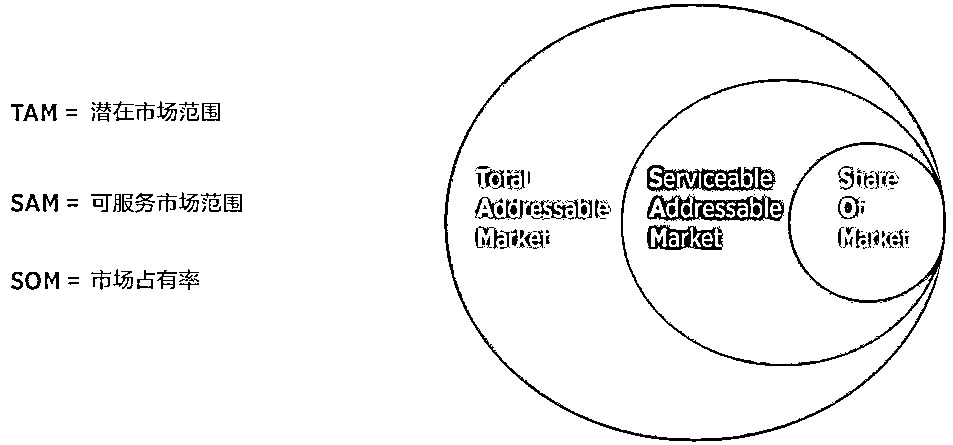 TAM = 潜在市场范围
SAM = 可服务市场范围
SOM = 市场占有率
Total
Addressable
Market
Serviceable
Addressable
Market
Share
Of
Market